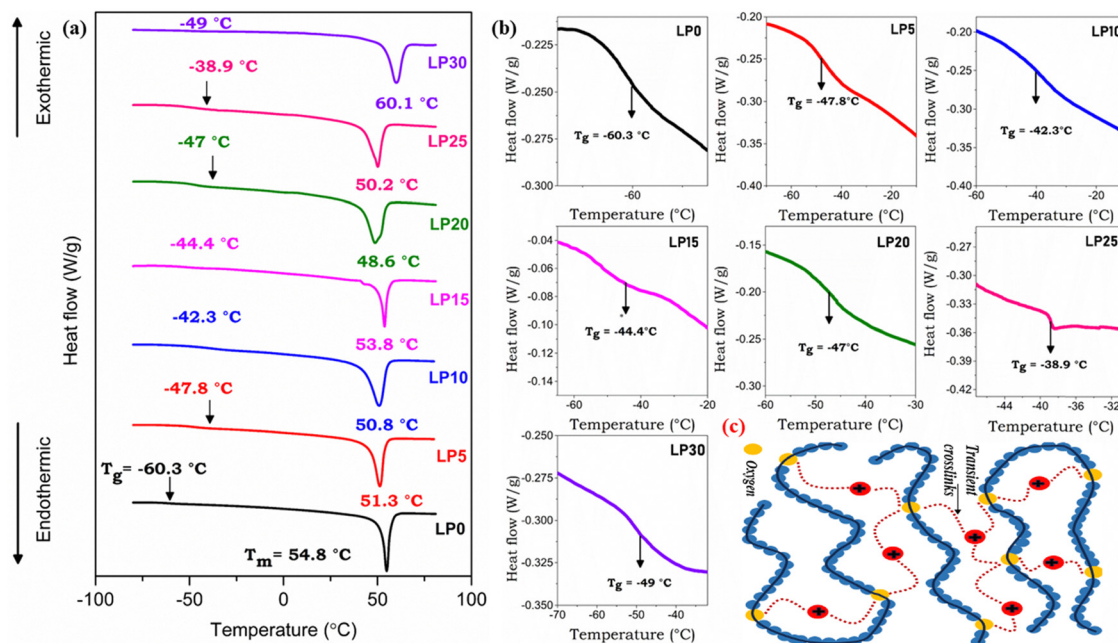 (a)
Exothermic
Endothermic
Heat flow (W/g)
-49 °C
LP30
-38.9 °C
60.1 °C
LP25
-47 °C
50.2 °C
LP20
-44.4 °C
48.6 °C
LP15
-42.3 °C
53.8 °C
LP10
-47.8 °C
50.8 °C
LP5
Tg= -60.3 °C
51.3 °C
LP0
Tm= 54.8 °C
-100 -50 0 50 100
Temperature (°C)
(b)
LP0
Heat flow (W/g)
-0.225
-0.250
-0.275
-0.300
Tg = -60.3 °C
-60
Temperature (°C)
LP5
Heat flow (W/g)
-0.20
-0.25
-0.30
-0.35
-0.40
Tg = -47.8°C
-60 -40 -20
Temperature (°C)
LP10
Heat flow (W/g)
-0.20
-0.25
-0.30
-0.35
-0.40
Tg = -42.3°C
-60 -40 -20
Temperature (°C)
LP15
Heat flow (W/g)
-0.04
-0.06
-0.08
-0.10
-0.12
-0.14
Tg = -44.4°C
-60 -40 -20
Temperature (°C)
LP20
Heat flow (W/g)
-0.15
-0.20
-0.25
-0.30
Tg = -47°C
-60 -50 -40 -30
Temperature (°C)
LP25
Heat flow (W/g)
-0.27
-0.30
-0.33
-0.36
-0.39
-0.42
Tg = -38.9 °C
-44 -40 -36 -32
Temperature (°C)
LP30
Heat flow (W/g)
-0.250
-0.275
-0.300
-0.325
-0.350
Tg = -49 °C
-70 -60 -50 -40
Temperature (°C)
(c)
Oxygen
Transient
crosslinks
+
+
+
+
+
+
+